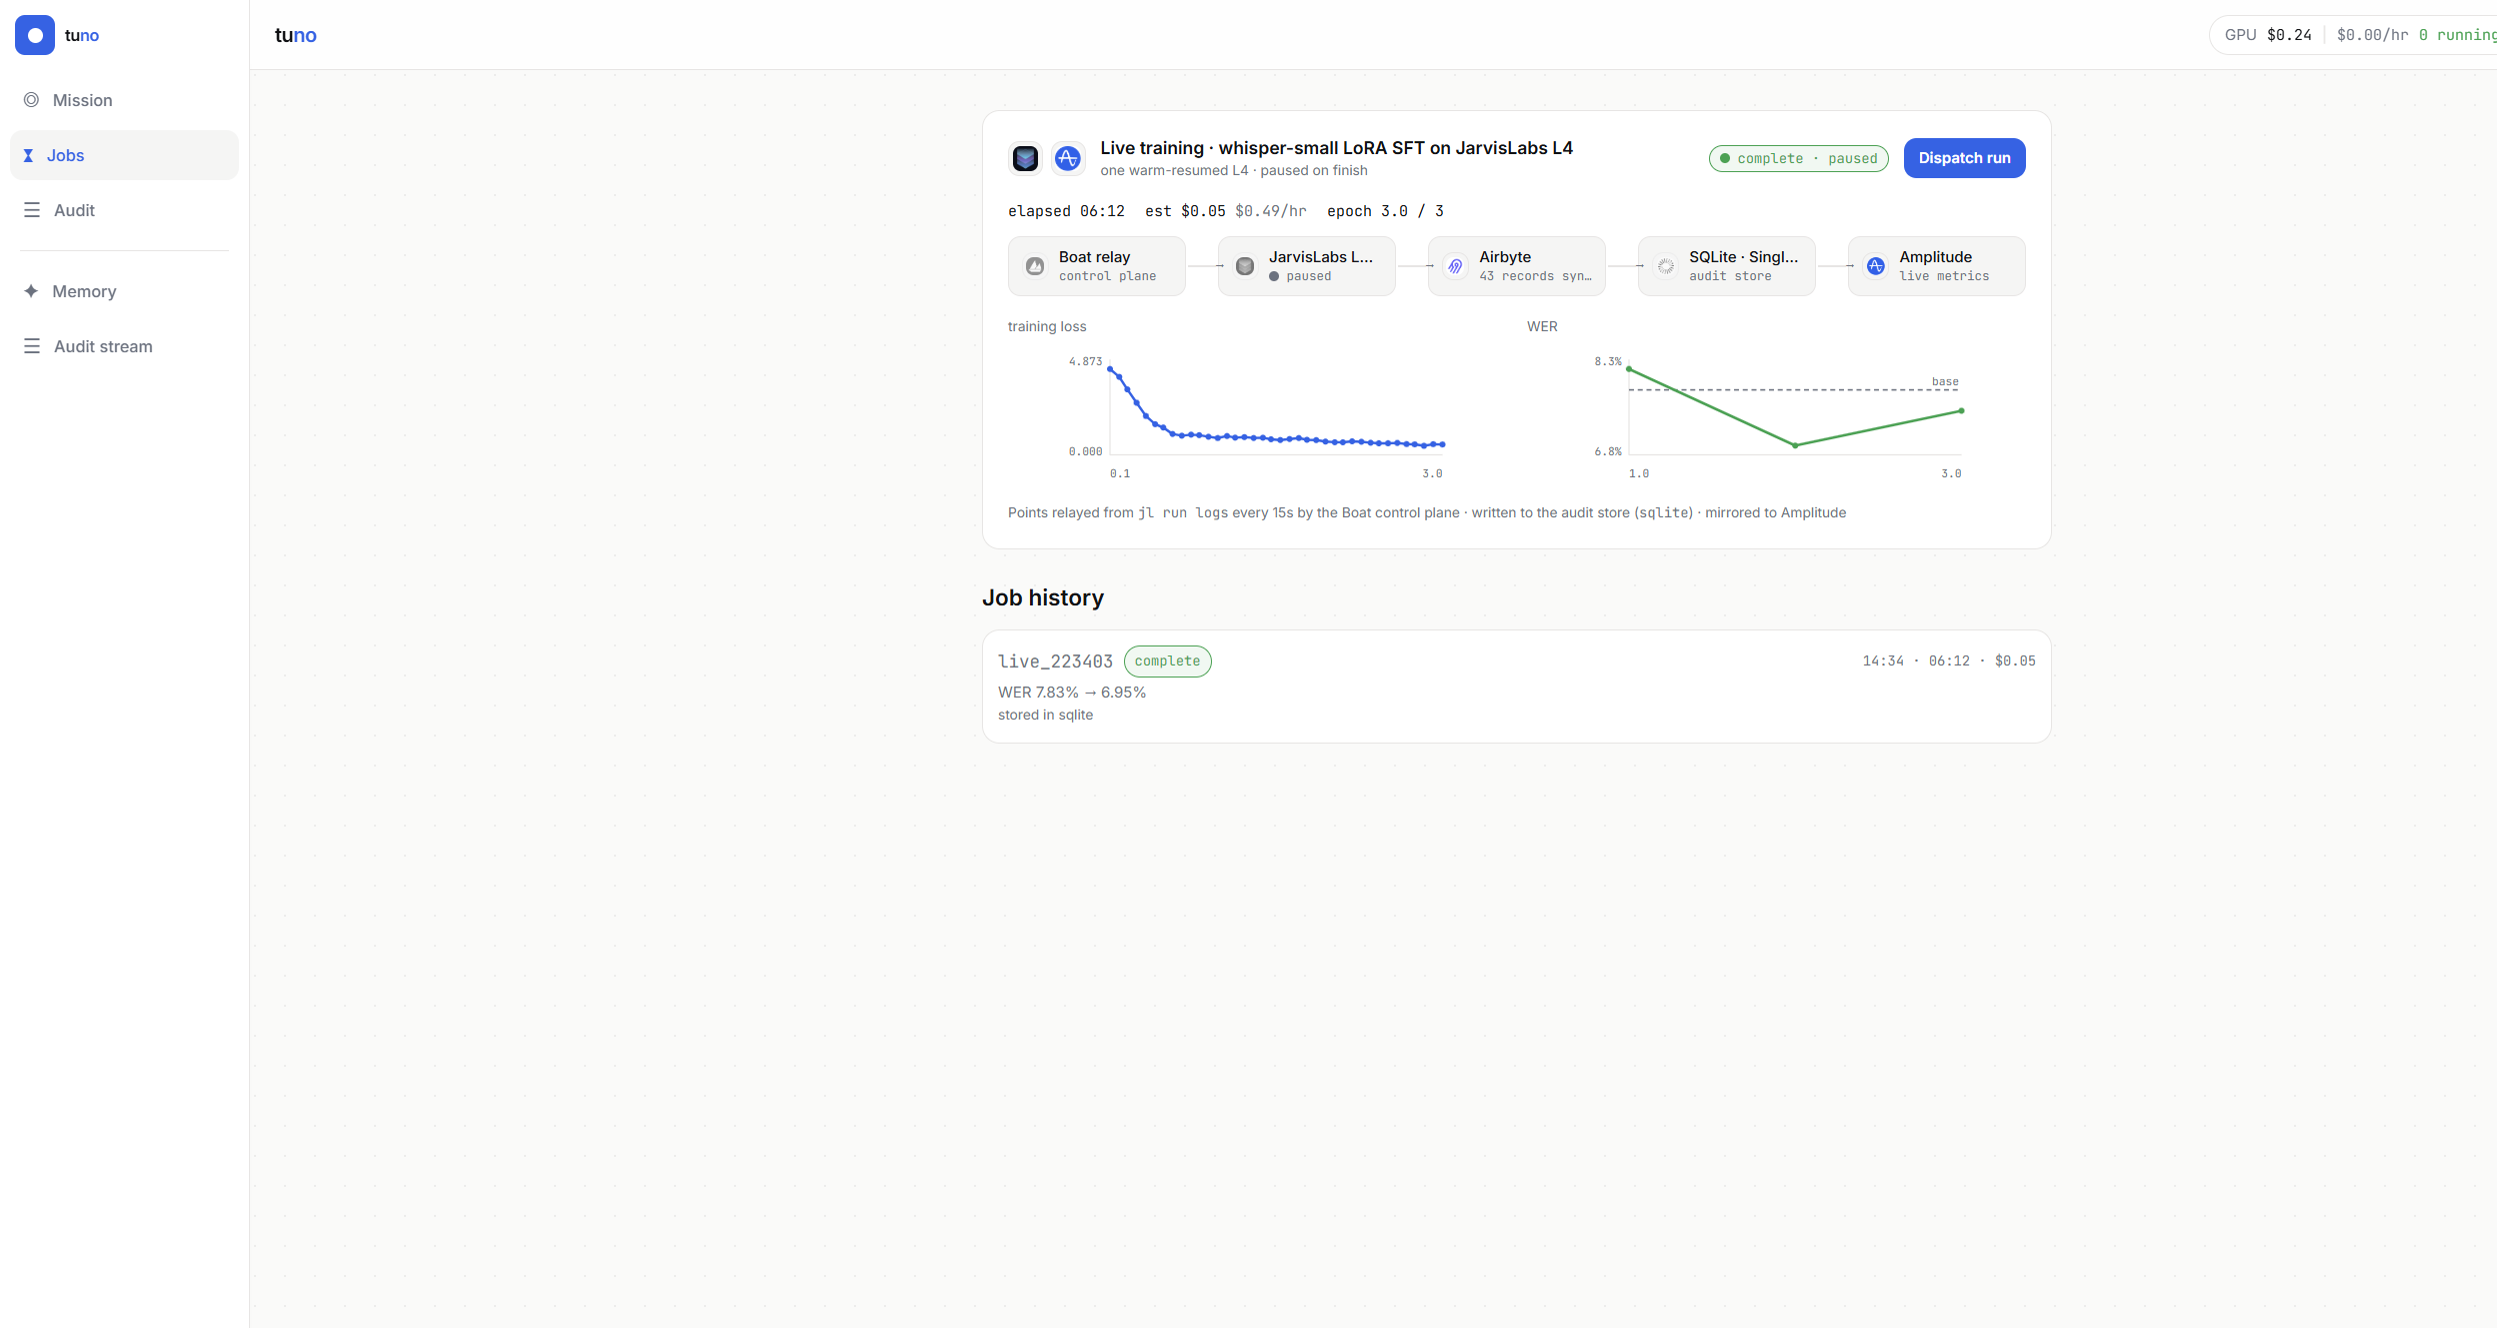 tuno
tuno
GPU $0.24 $0.00/hr 0 running
Mission
Jobs
Audit
Memory
Audit stream
Live training · whisper-small LoRA SFT on JarvisLabs L4
one warm-resumed L4 · paused on finish
complete · paused
Dispatch run
elapsed 06:12 est $0.05 $0.49/hr epoch 3.0 / 3
Boat relay
control plane
→
JarvisLabs L...
paused
→
Airbyte
43 records syn…
→
SQLite · Singl...
audit store
→
Amplitude
live metrics
training loss
4.873
0.000
0.1
3.0
WER
8.3%
base
6.8%
1.0
3.0
Points relayed from jl run logs every 15s by the Boat control plane · written to the audit store (sqlite) · mirrored to Amplitude
Job history
live_223403 complete
14:34 · 06:12 · $0.05
WER 7.83% → 6.95%
stored in sqlite